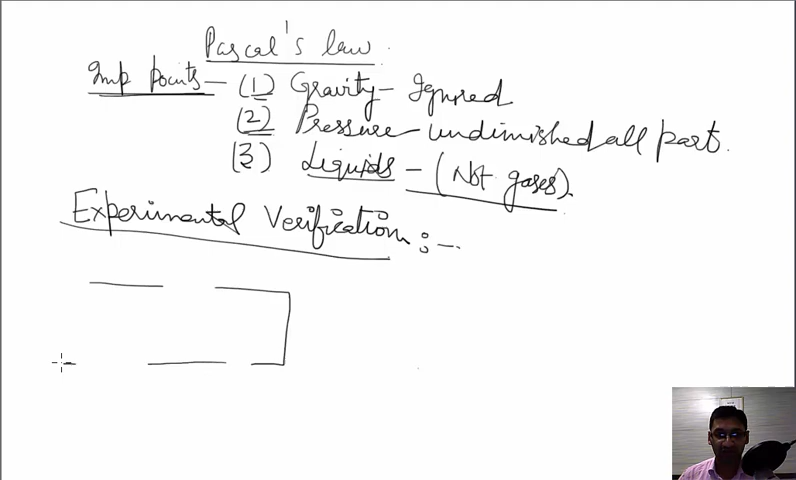 Pascal's law.
Imp points - (1) Gravity - Ignored
(2) Pressure - undiminished all part.
(3) Liquids - (Not gases).
Experimental Verification :-